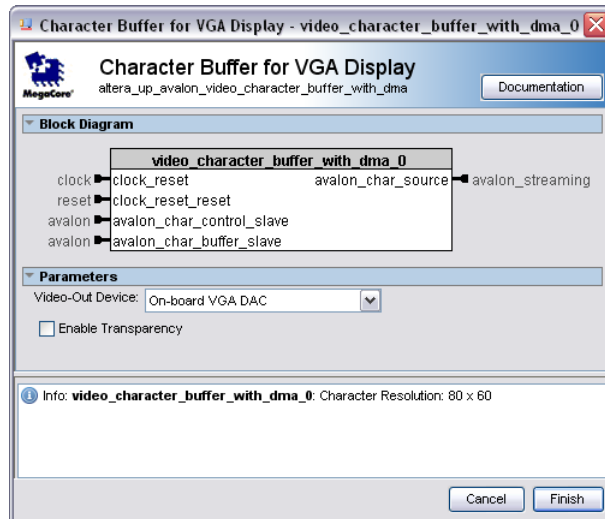 Character Buffer for VGA Display - video_character_buffer_with_dma_0
MegaCore®
Character Buffer for VGA Display
altera_up_avalon_video_character_buffer_with_dma
Documentation
Block Diagram
video_character_buffer_with_dma_0
clock clock_reset avalon_char_source avalon_streaming
reset clock_reset_reset
avalon avalon_char_control_slave
avalon avalon_char_buffer_slave
Parameters
Video-Out Device: On-board VGA DAC
Enable Transparency
Info: video_character_buffer_with_dma_0: Character Resolution: 80 x 60
Cancel Finish